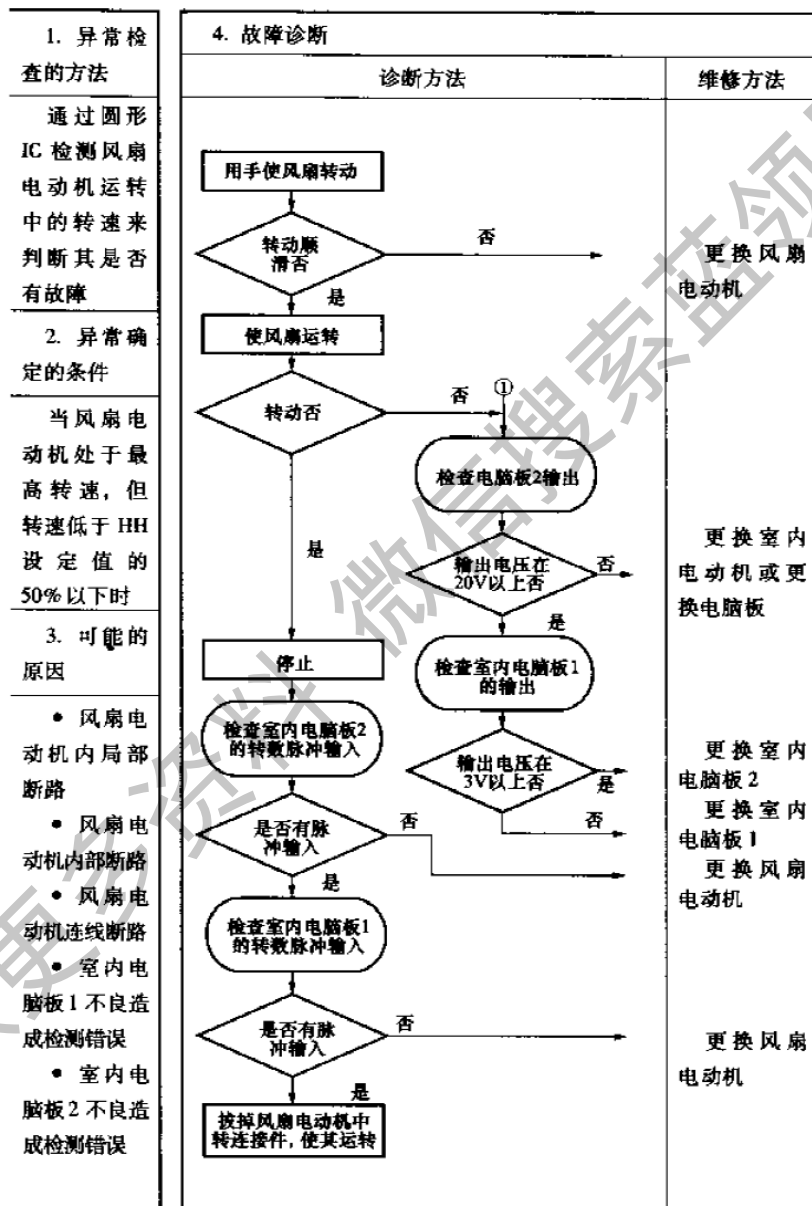 1. 异常检
查的方法
通过圆形
IC 检测风扇
电动机运转
中的转速来
判断其是否
有故障
2. 异常确
定的条件
当风扇电
动机处于最
高转速，但
转速低于 HH
设定值的
50%以下时
3. 可能的
原因
● 风扇电
动机内局部
断路
● 风扇电
动机内部断路
● 风扇电
动机连线断路
● 室内电
脑板1不良造
成检测错误
● 室内电
脑板2不良造
成检测错误
4. 故障诊断
诊断方法
维修方法
用手使风扇转动
转动顺
滑否
否
更换风扇
电动机
是
使风扇运转
转动否
否
①
检查电脑板2输出
是
输出电压在
20V以上否
否
更换室内
电动机或更
换电脑板
是
停止
检查室内电脑板1
的输出
检查室内电脑板2
的转数脉冲输入
输出电压在
3V以上否
是
更换室内
电脑板2
否
更换室内
电脑板1
是否有脉
冲输入
否
更换风扇
电动机
是
检查室内电脑板1
的转数脉冲输入
是否有脉
冲输入
否
更换风扇
电动机
是
拔掉风扇电动机中
转连接件，使其运转
更多资料 微信搜索蓝领